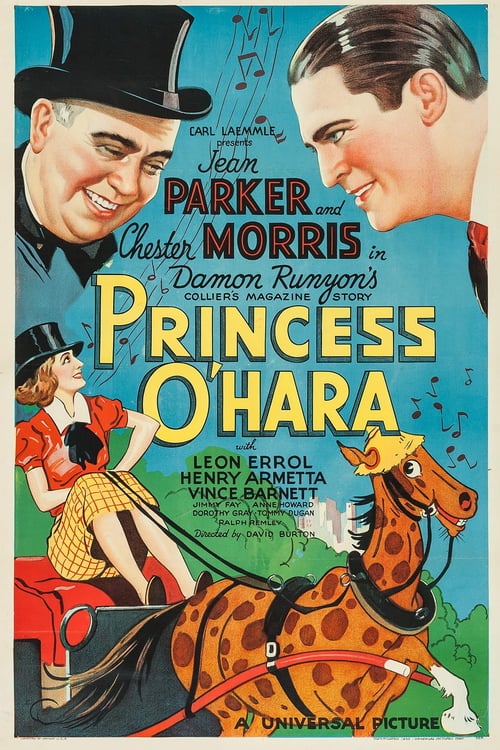 CARL LAEMMLE
presents
Jean
PARKER and
Chester MORRIS in
Damon Runyon's
COLLIER'S MAGAZINE STORY
PRINCESS
O'HARA
with
LEON ERROL
HENRY ARMETTA
VINCE BARNETT
JIMMY FAY · ANNE HOWARD
DOROTHY GRAY · TOMMY DUGAN
RALPH REMLEY
Directed by DAVID BURTON
A UNIVERSAL PICTURE